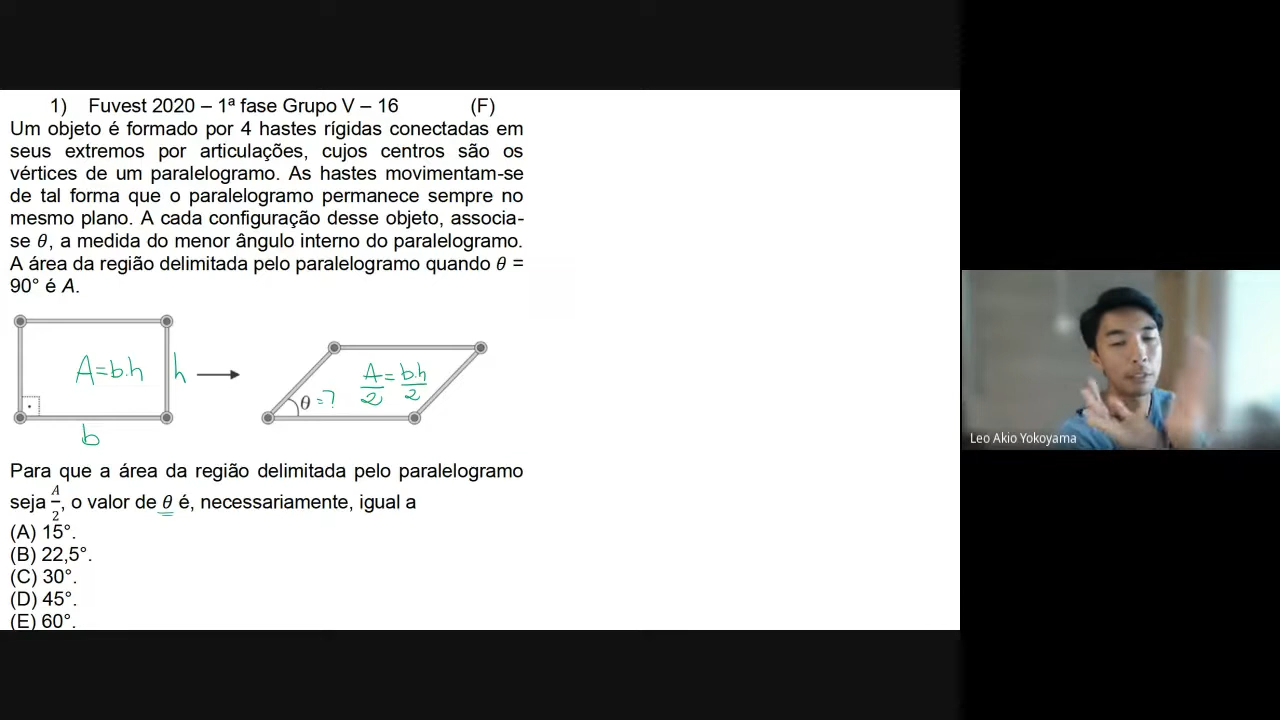 1) Fuvest 2020 – 1ª fase Grupo V – 16 (F)
Um objeto é formado por 4 hastes rígidas conectadas em
seus extremos por articulações, cujos centros são os
vértices de um paralelogramo. As hastes movimentam-se
de tal forma que o paralelogramo permanece sempre no
mesmo plano. A cada configuração desse objeto, associa-
se θ, a medida do menor ângulo interno do paralelogramo.
A área da região delimitada pelo paralelogramo quando θ =
90° é A.
A=b.h
h
b
θ =?
A/2 = b.h/2
Para que a área da região delimitada pelo paralelogramo
seja A/2, o valor de θ é, necessariamente, igual a
(A) 15°.
(B) 22,5°.
(C) 30°.
(D) 45°.
(E) 60°.
Leo Akio Yokoyama